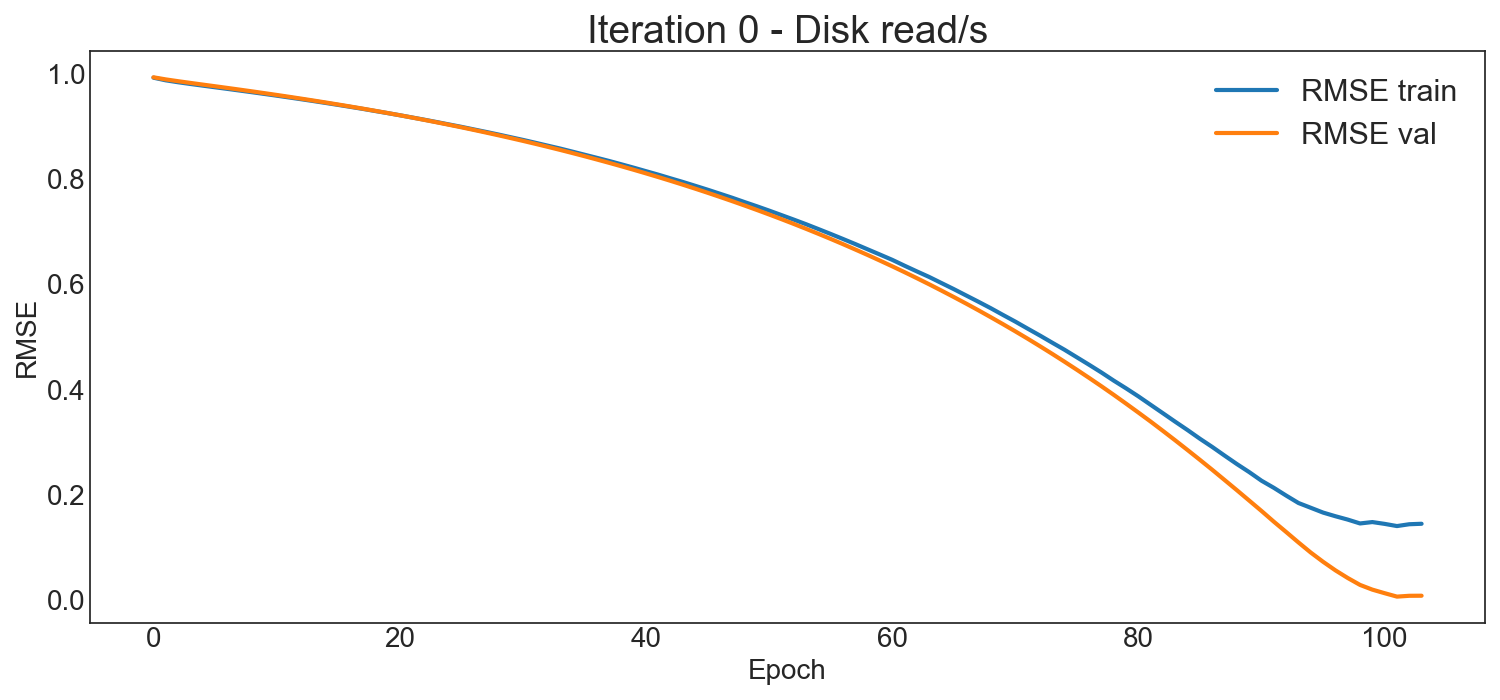 Iteration 0 - Disk read/s
1.0
0.8
0.6
0.4
0.2
0.0
RMSE
RMSE train
RMSE val
0 20 40 60 80 100
Epoch